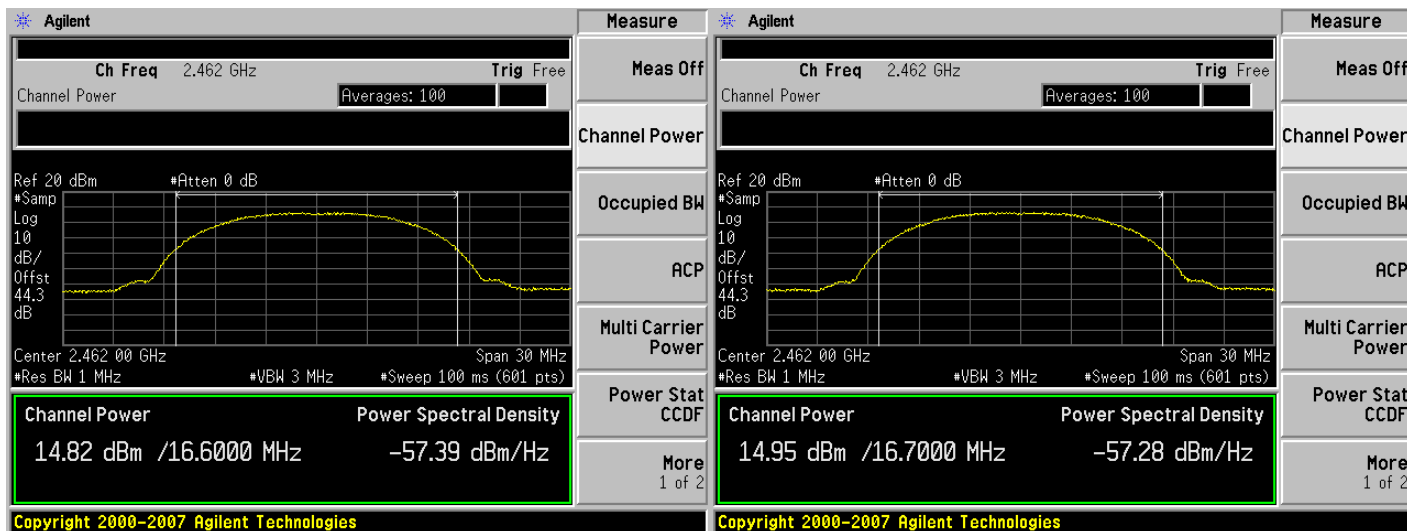 Agilent
Measure
Ch Freq 2.462 GHz Trig Free
Channel Power Averages: 100
Ref 20 dBm #Atten 0 dB
#Samp
Log
10
dB/
Offst
44.3
dB
Center 2.462 00 GHz Span 30 MHz
#Res BW 1 MHz #VBW 3 MHz #Sweep 100 ms (601 pts)
Channel Power Power Spectral Density
14.82 dBm /16.6000 MHz -57.39 dBm/Hz
Copyright 2000-2007 Agilent Technologies
Meas Off
Channel Power
Occupied BW
ACP
Multi Carrier
Power
Power Stat
CCDF
More
1 of 2
Agilent
Measure
Ch Freq 2.462 GHz Trig Free
Channel Power Averages: 100
Ref 20 dBm #Atten 0 dB
#Samp
Log
10
dB/
Offst
44.3
dB
Center 2.462 00 GHz Span 30 MHz
#Res BW 1 MHz #VBW 3 MHz #Sweep 100 ms (601 pts)
Channel Power Power Spectral Density
14.95 dBm /16.7000 MHz -57.28 dBm/Hz
Copyright 2000-2007 Agilent Technologies
Meas Off
Channel Power
Occupied BW
ACP
Multi Carrier
Power
Power Stat
CCDF
More
1 of 2